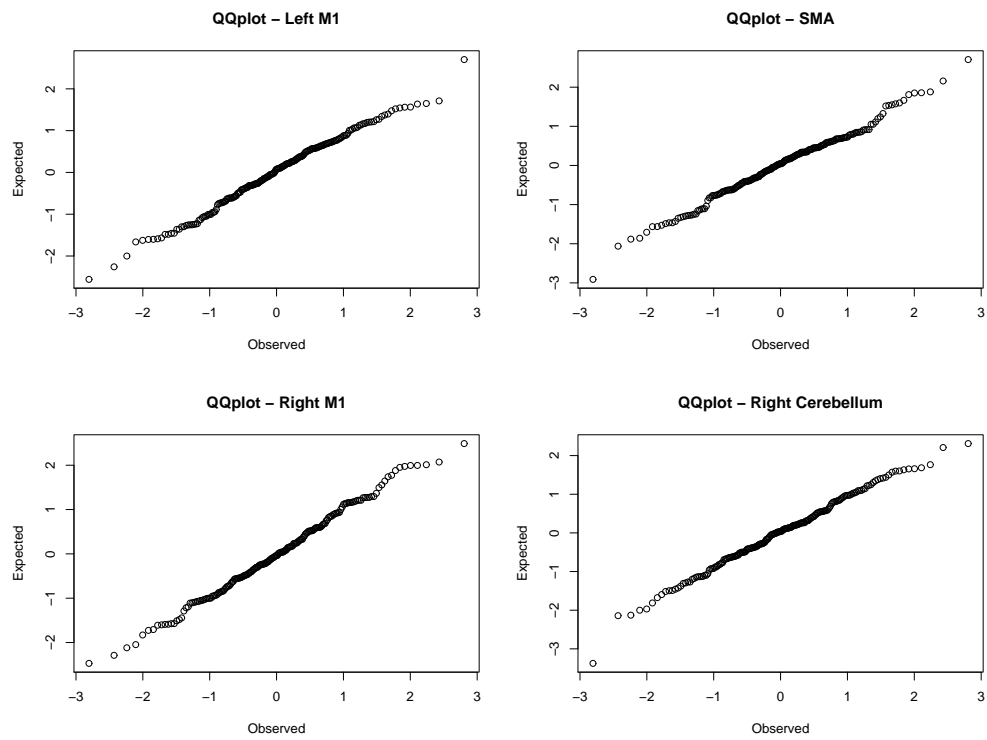 QQplot − Left M1
Expected
2
1
0
−1
−2
−3 −2 −1 0 1 2 3
Observed
QQplot − SMA
Expected
2
1
0
−1
−2
−3
−3 −2 −1 0 1 2 3
Observed
QQplot − Right M1
Expected
2
1
0
−1
−2
−3 −2 −1 0 1 2 3
Observed
QQplot − Right Cerebellum
Expected
2
1
0
−1
−2
−3
−3 −2 −1 0 1 2 3
Observed